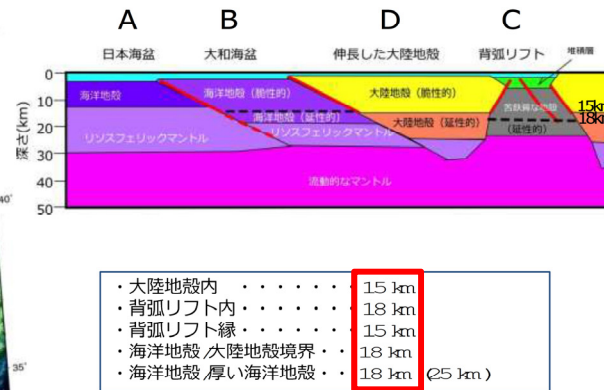 A B D C
日本海盆 大和海盆 伸長した大陸地殻 背弧リフト 堆積層
0
10
20
30
40
50
深さ(km)
海洋地殻
海洋地殻(脆性的)
大陸地殻(脆性的)
苦鉄質な地殻
15km
18km
海洋地殻(延性的)
大陸地殻(延性的)
(延性的)
リソスフェリックマントル
リソスフェリックマントル
流動的なマントル
40°
35°
・大陸地殻内 ・・・・・・・ 15 km
・背弧リフト内・・・・・・・ 18 km
・背弧リフト縁・・・・・・・ 15 km
・海洋地殻/大陸地殻境界・・ 18 km
・海洋地殻/厚い海洋地殻・・ 18 km (25 km)